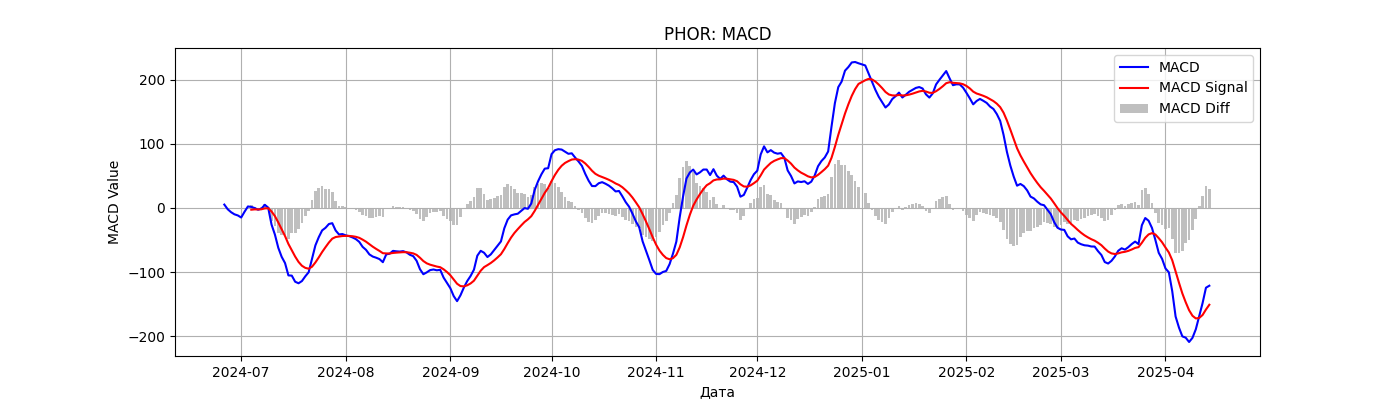 PHOR: MACD
MACD Value
200
100
0
−100
−200
MACD
MACD Signal
MACD Diff
2024-07 2024-08 2024-09 2024-10 2024-11 2024-12 2025-01 2025-02 2025-03 2025-04
Дата